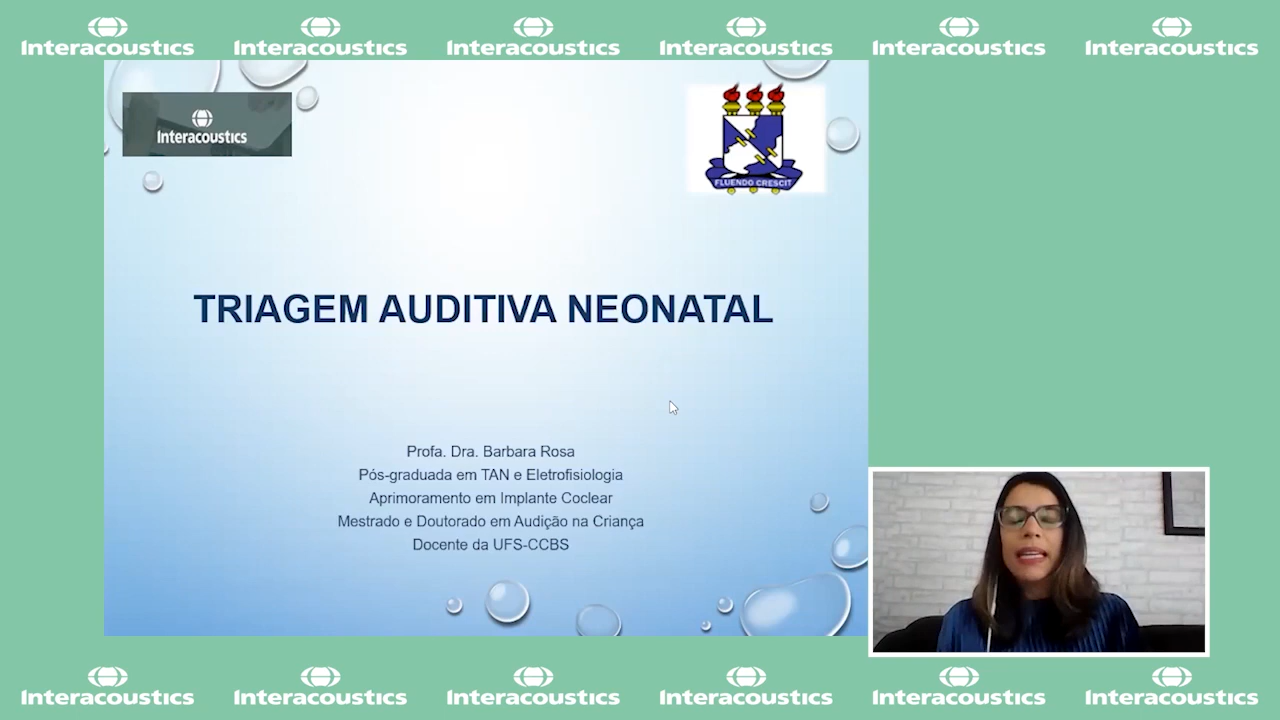 Interacoustics Interacoustics Interacoustics Interacoustics Interacoustics Interacoustics
Interacoustics
FLUENDO CRESCIT
TRIAGEM AUDITIVA NEONATAL
Profa. Dra. Barbara Rosa
Pós-graduada em TAN e Eletrofisiologia
Aprimoramento em Implante Coclear
Mestrado e Doutorado em Audição na Criança
Docente da UFS-CCBS
Interacoustics Interacoustics Interacoustics Interacoustics Interacoustics Interacoustics